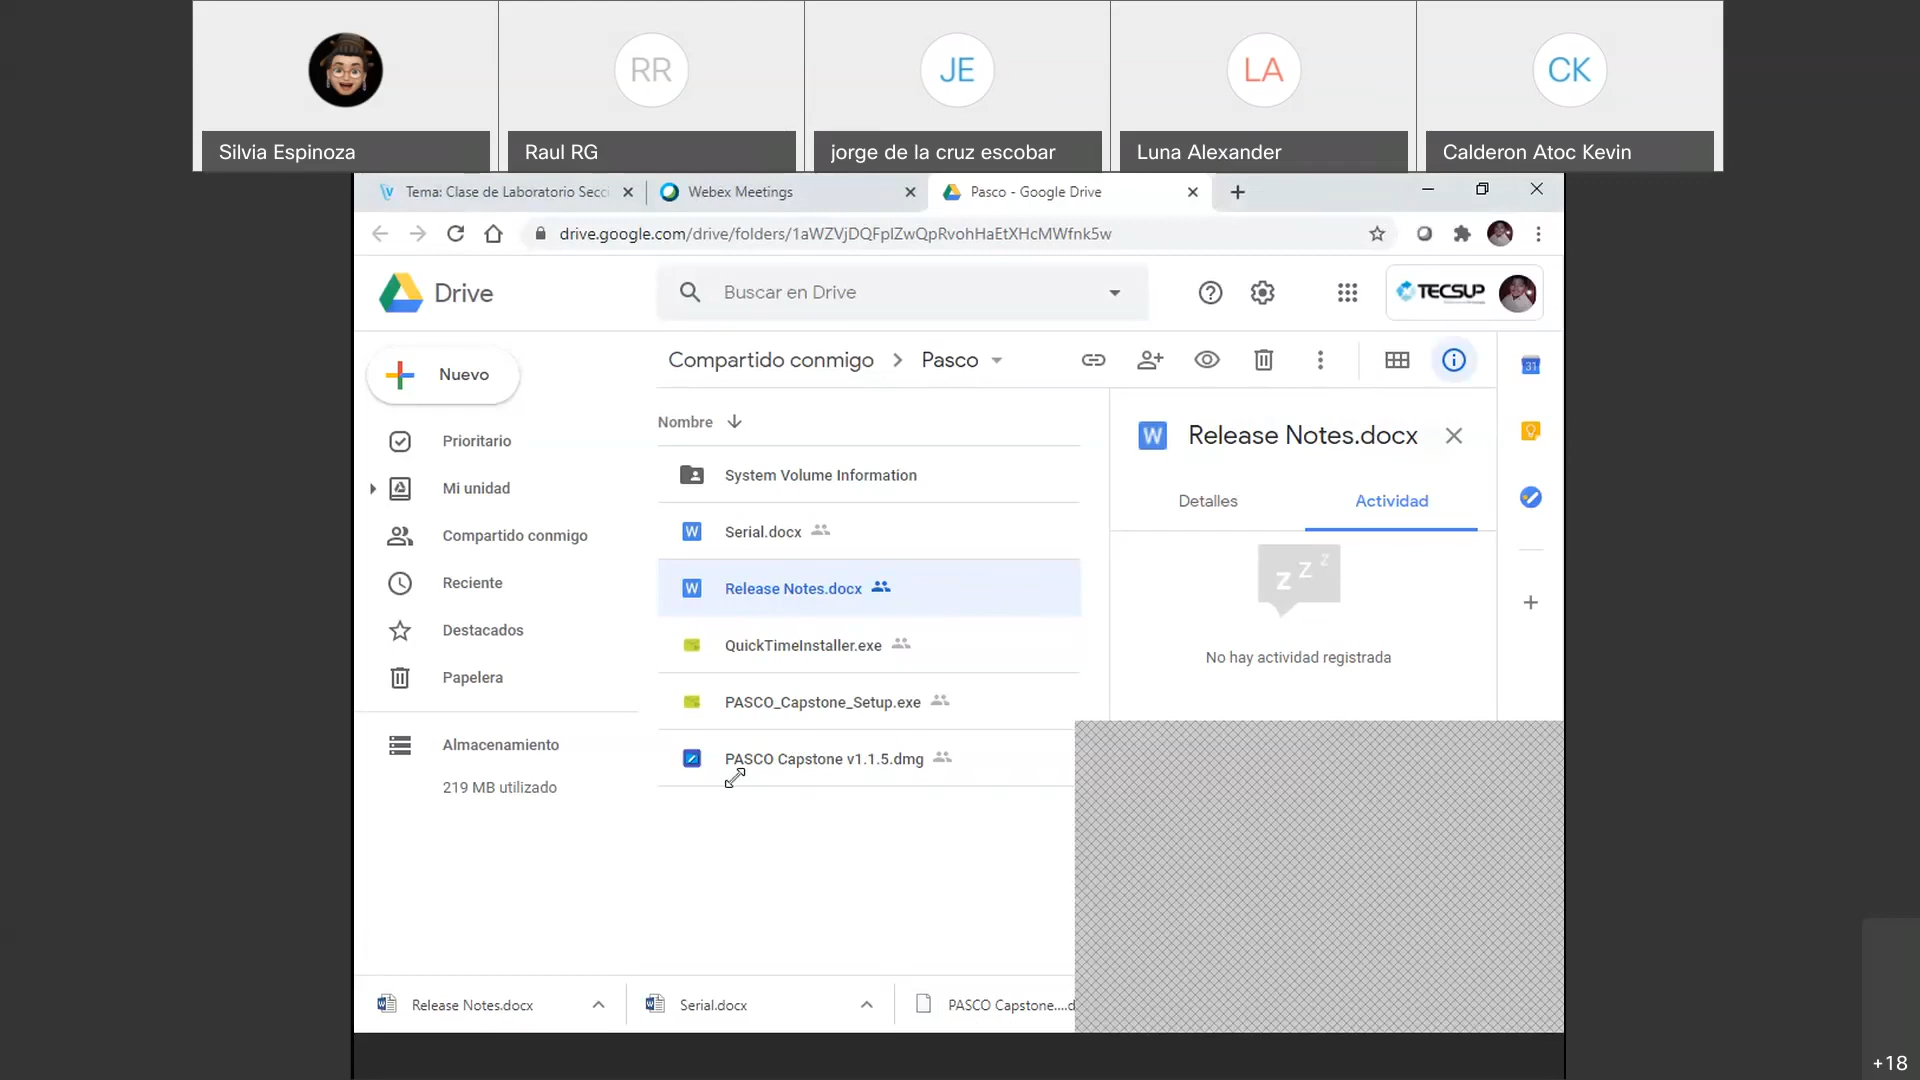 RR
JE
LA
CK
Silvia Espinoza
Raul RG
jorge de la cruz escobar
Luna Alexander
Calderon Atoc Kevin
Tema: Clase de Laboratorio Secc
Webex Meetings
Pasco - Google Drive
drive.google.com/drive/folders/1aWZVjDQFplZwQpRvohHaEtXHcMWfnk5w
Drive
Buscar en Drive
TECSUP
Nuevo
Compartido conmigo
Pasco
Nombre
Release Notes.docx
Prioritario
Mi unidad
Compartido conmigo
Reciente
Destacados
Papelera
Almacenamiento
219 MB utilizado
System Volume Information
Serial.docx
Release Notes.docx
QuickTimeInstaller.exe
PASCO_Capstone_Setup.exe
PASCO Capstone v1.1.5.dmg
Detalles
Actividad
z z z
No hay actividad registrada
31
Release Notes.docx
Serial.docx
PASCO Capstone....d
+18